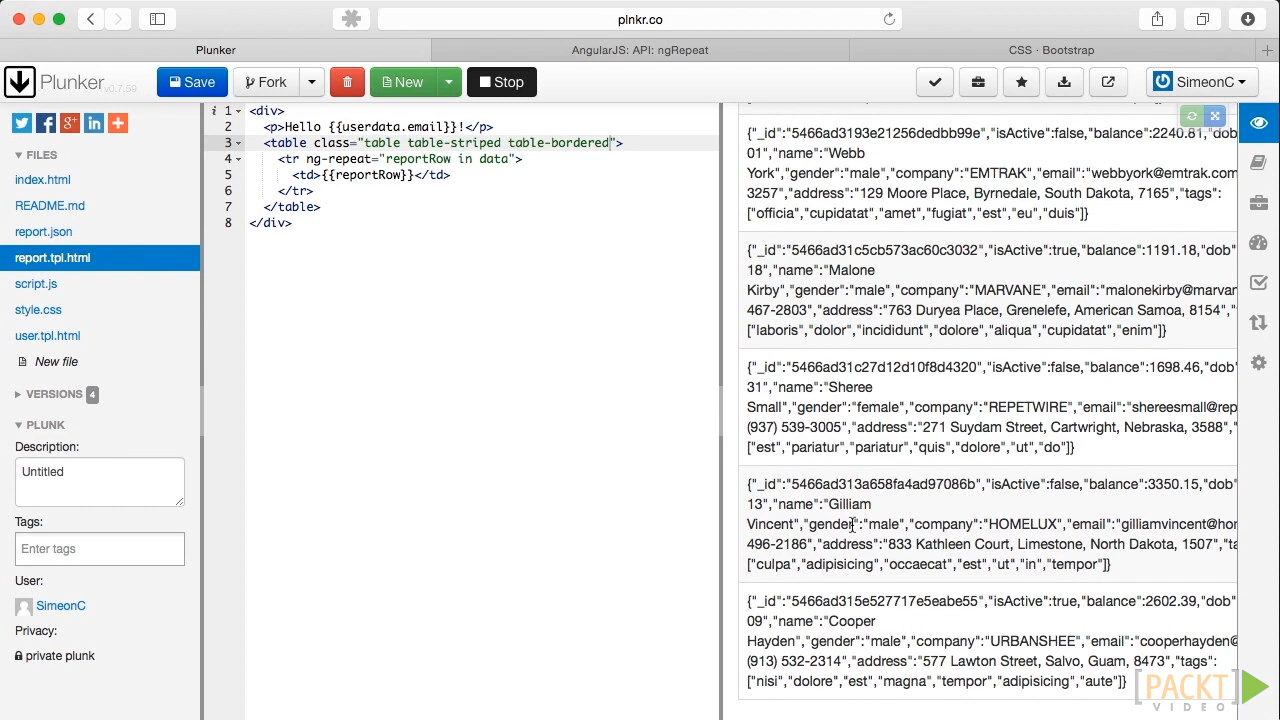 plnkr.co
Plunker
AngularJS: API: ngRepeat
CSS · Bootstrap
Plunker v0.7.59
Save
Fork
New
Stop
SimeonC
FILES
index.html
README.md
report.json
report.tpl.html
script.js
style.css
user.tpl.html
New file
VERSIONS 4
PLUNK
Description:
Untitled
Tags:
Enter tags
User:
SimeonC
Privacy:
private plunk
i 1 <div>
2 <p>Hello {{userdata.email}}!</p>
3 <table class="table table-striped table-bordered">
4 <tr ng-repeat="reportRow in data">
5 <td>{{reportRow}}</td>
6 </tr>
7 </table>
8 </div>
{"_id":"5466ad3193e21256dedbb99e","isActive":false,"balance":2240.81,"dob
01","name":"Webb
York","gender":"male","company":"EMTRAK","email":"webbyork@emtrak.com
3257","address":"129 Moore Place, Byrnedale, South Dakota, 7165","tags":
["officia","cupidatat","amet","fugiat","est","eu","duis"]}
{"_id":"5466ad31c5cb573ac60c3032","isActive":true,"balance":1191.18,"dob"
18","name":"Malone
Kirby","gender":"male","company":"MARVANE","email":"malonekirby@marvan
467-2803","address":"763 Duryea Place, Grenelefe, American Samoa, 8154","
["laboris","dolor","incididunt","dolore","aliqua","cupidatat","enim"]}
{"_id":"5466ad31c27d12d10f8d4320","isActive":false,"balance":1698.46,"dob"
31","name":"Sheree
Small","gender":"female","company":"REPETWIRE","email":"shereesmall@rep
(937) 539-3005","address":"271 Suydam Street, Cartwright, Nebraska, 3588","
["est","pariatur","pariatur","quis","dolore","ut","do"]}
{"_id":"5466ad313a658fa4ad97086b","isActive":false,"balance":3350.15,"dob"
13","name":"Gilliam
Vincent","gender":"male","company":"HOMELUX","email":"gilliamvincent@hom
496-2186","address":"833 Kathleen Court, Limestone, North Dakota, 1507","ta
["culpa","adipisicing","occaecat","est","ut","in","tempor"]}
{"_id":"5466ad315e527717e5eabe55","isActive":true,"balance":2602.39,"dob"
09","name":"Cooper
Hayden","gender":"male","company":"URBANSHEE","email":"cooperhayden@
(913) 532-2314","address":"577 Lawton Street, Salvo, Guam, 8473","tags":
["nisi","dolore","est","magna","tempor","adipisicing","aute"]}
[PACKT]
VIDEO